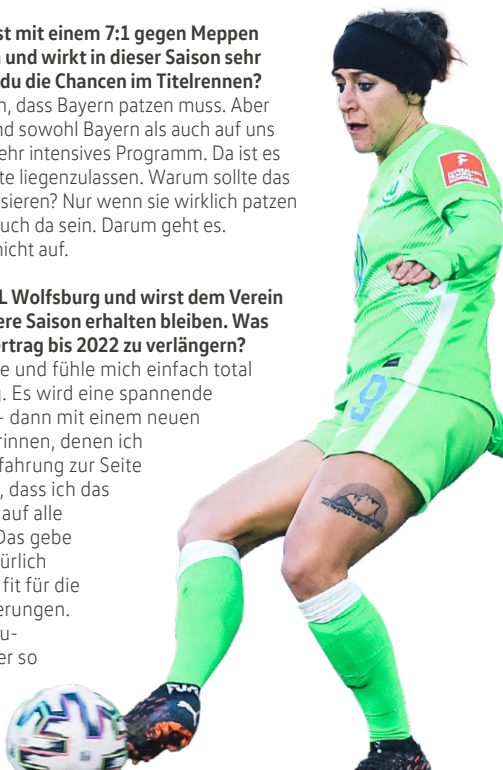 st mit einem 7:1 gegen Meppen
und wirkt in dieser Saison sehr
du die Chancen im Titelrennen?
n, dass Bayern patzen muss. Aber
nd sowohl Bayern als auch auf uns
ehr intensives Programm. Da ist es
te liegenzulassen. Warum sollte das
sieren? Nur wenn sie wirklich patzen
uch da sein. Darum geht es.
nicht auf.
L Wolfsburg und wirst dem Verein
ere Saison erhalten bleiben. Was
ertrag bis 2022 zu verlängern?
e und fühle mich einfach total
g. Es wird eine spannende
– dann mit einem neuen
rinnen, denen ich
fahrung zur Seite
, dass ich das
auf alle
Das gebe
ürlich
fit für die
erungen.
u-
er so
9
PUMA